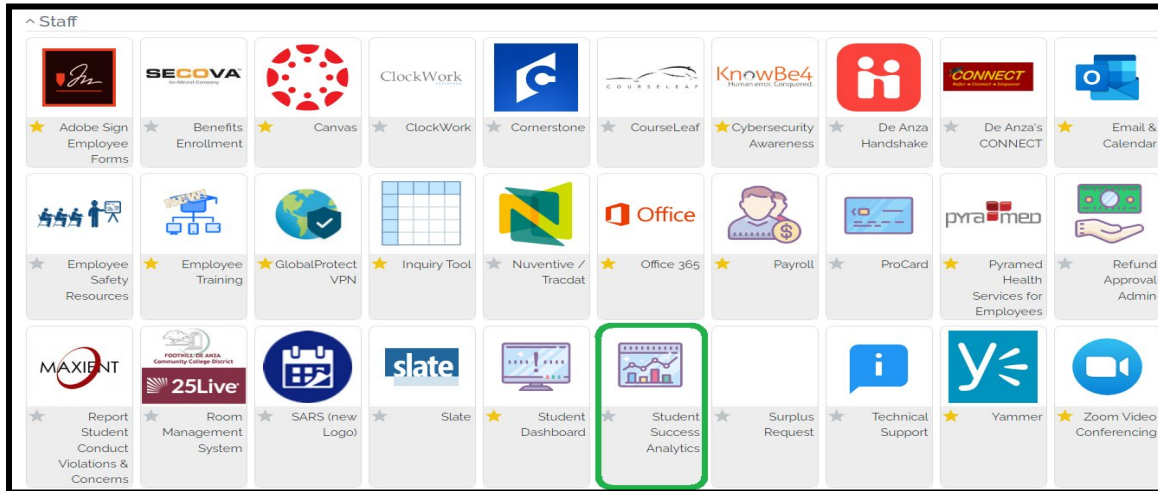 Staff
SECOVA
An Alliant Company
ClockWork
COURSELEAF
KnowBe4
Human error. Conquered.
CONNECT
Adobe Sign
Employee
Forms
Benefits
Enrollment
Canvas
ClockWork
Cornerstone
CourseLeaf
Cybersecurity
Awareness
De Anza
Handshake
De Anza's
CONNECT
Email &
Calendar
NEW!
Office
pyramed
Employee
Safety
Resources
Employee
Training
GlobalProtect
VPN
Inquiry Tool
Nuventive /
Tracdat
Office 365
Payroll
ProCard
Pyramed
Health
Services for
Employees
Refund
Approval
Admin
MAXIENT
FOOTHILL-DE ANZA
Community College District
25Live
slate
Report
Student
Conduct
Violations &
Concerns
Room
Management
System
SARS (new
Logo)
Slate
Student
Dashboard
Student
Success
Analytics
Surplus
Request
Technical
Support
Yammer
Zoom Video
Conferencing